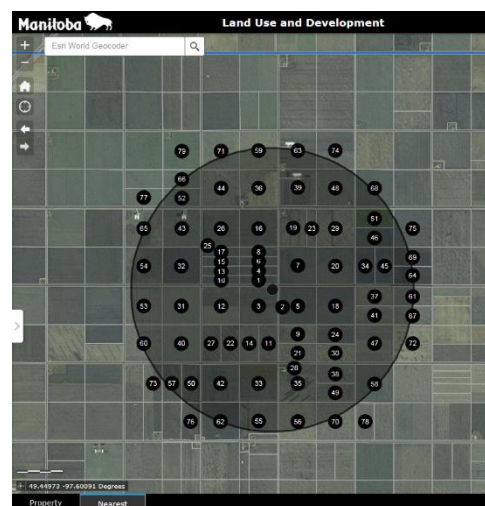 Manitoba Land Use and Development
+ Esri World Geocoder
−
79 71 59 63 74
66
44 36 39 48 68
77 52
51
65 43 26 16 19 23 29 75
46
25
17 8
69
15 6
54 32 7 20 34 45
13 4
64
10 1
37 61
53 31 12 3 2 5 18
41 67
9 24
60 40 27 22 14 11 47 72
21 30
28
38
73 57 50 42 33 35 58
49
76 62 55 56 70 78
+ 49.44973 -97.60091 Degrees
Property Nearest